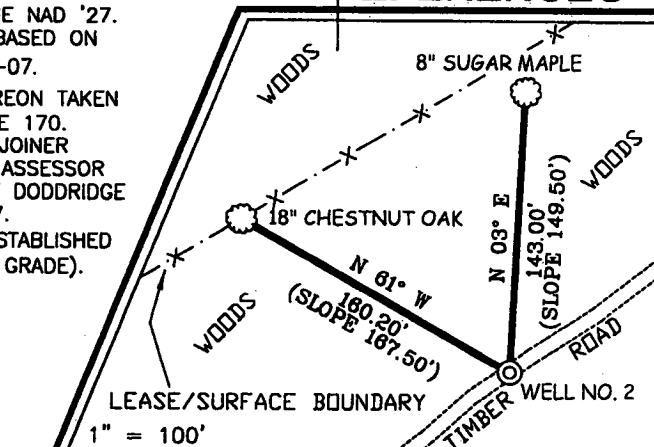 E NAD '27.
BASED ON
-07.
REON TAKEN
E 170.
JOINER
ASSESSOR
DODDRIDGE
7.
STABLISHED
GRADE).
WOODS
8" SUGAR MAPLE
WOODS
18" CHESTNUT OAK
N 03° E
143.00'
(SLOPE 149.50')
N 61° W
160.20'
(SLOPE 167.50')
WOODS
TIMBER ROAD
WELL NO. 2
LEASE/SURFACE BOUNDARY
1" = 100'